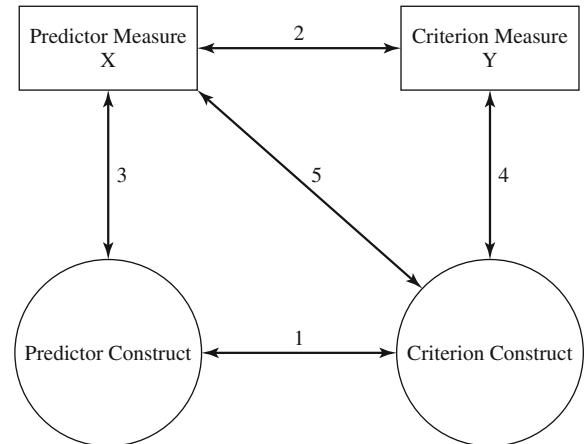 Predictor Measure
X
2
Criterion Measure
Y
3
5
4
Predictor Construct
1
Criterion Construct